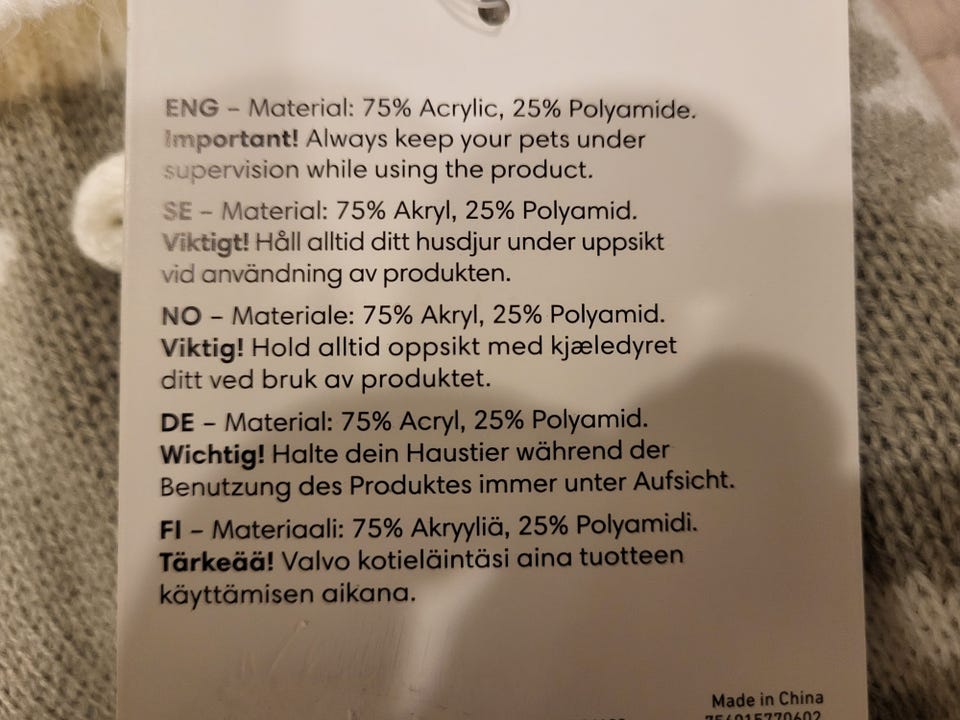 ENG – Material: 75% Acrylic, 25% Polyamide.
Important! Always keep your pets under
supervision while using the product.
SE – Material: 75% Akryl, 25% Polyamid.
Viktigt! Håll alltid ditt husdjur under uppsikt
vid användning av produkten.
NO – Materiale: 75% Akryl, 25% Polyamid.
Viktig! Hold alltid oppsikt med kjæledyret
ditt ved bruk av produktet.
DE – Material: 75% Acryl, 25% Polyamid.
Wichtig! Halte dein Haustier während der
Benutzung des Produktes immer unter Aufsicht.
FI – Materiaali: 75% Akryyliä, 25% Polyamidi.
Tärkeää! Valvo kotieläintäsi aina tuotteen
käyttämisen aikana.
Made in China